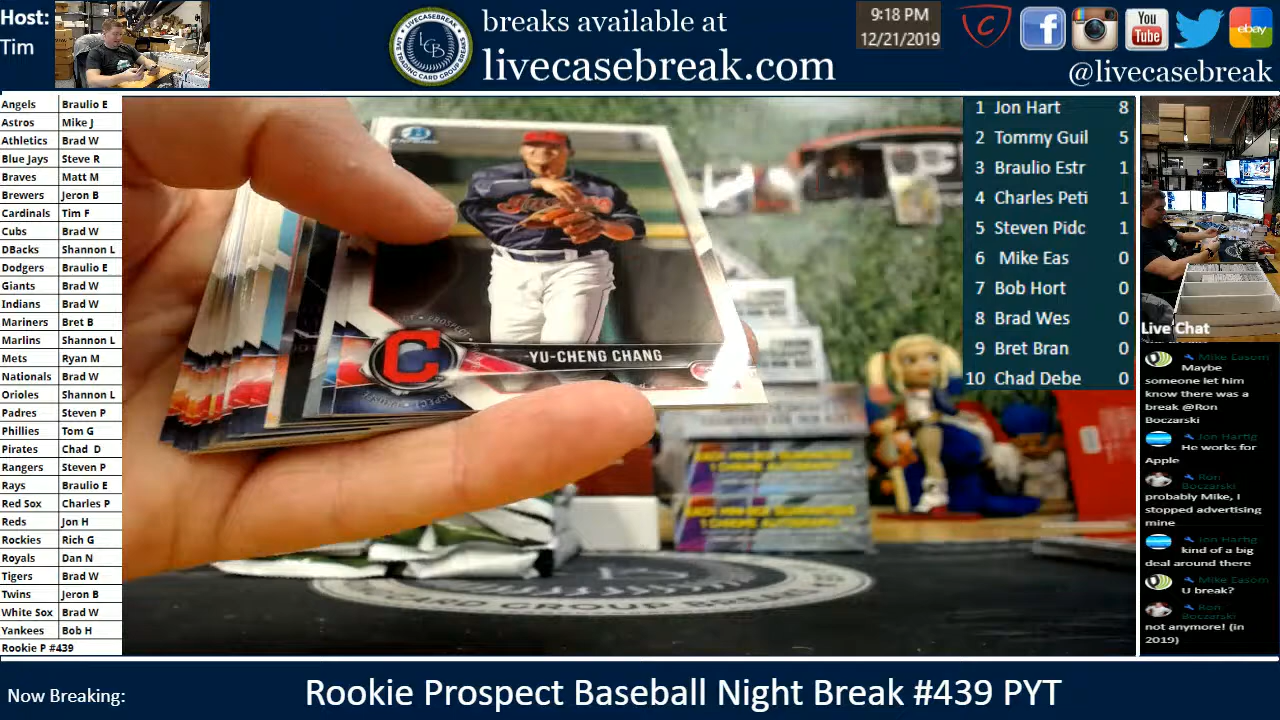 Host:
Tim
LCB
breaks available at
livecasebreak.com
9:18 PM
12/21/2019
You
Tube
ebay
@livecasebreak
Angels Braulio E
Astros Mike J
Athletics Brad W
Blue Jays Steve R
Braves Matt M
Brewers Jeron B
Cardinals Tim F
Cubs Brad W
DBacks Shannon L
Dodgers Braulio E
Giants Brad W
Indians Brad W
Mariners Bret B
Marlins Shannon L
Mets Ryan M
Nationals Brad W
Orioles Shannon L
Padres Steven P
Phillies Tom G
Pirates Chad D
Rangers Steven P
Rays Braulio E
Red Sox Charles P
Reds Jon H
Rockies Rich G
Royals Dan N
Tigers Brad W
Twins Jeron B
White Sox Brad W
Yankees Bob H
Rookie P #439
C
YU-CHENG CHANG
1 Jon Hart 8
2 Tommy Guil 5
3 Braulio Estr 1
4 Charles Peti 1
5 Steven Pidc 1
6 Mike Eas 0
7 Bob Hort 0
8 Brad Wes 0
9 Bret Bran 0
10 Chad Debe 0
Live Chat
Mike Easom
Maybe
someone let him
know there was a
break @Ron
Boczarski
Jon Hartig
He works for
Apple
Ron
Boczarski
probably Mike, I
stopped advertising
mine
Jon Hartig
kind of a big
deal around there
Mike Easom
U break?
Ron
Boczarski
not anymore! (in
2019)
Now Breaking:
Rookie Prospect Baseball Night Break #439 PYT